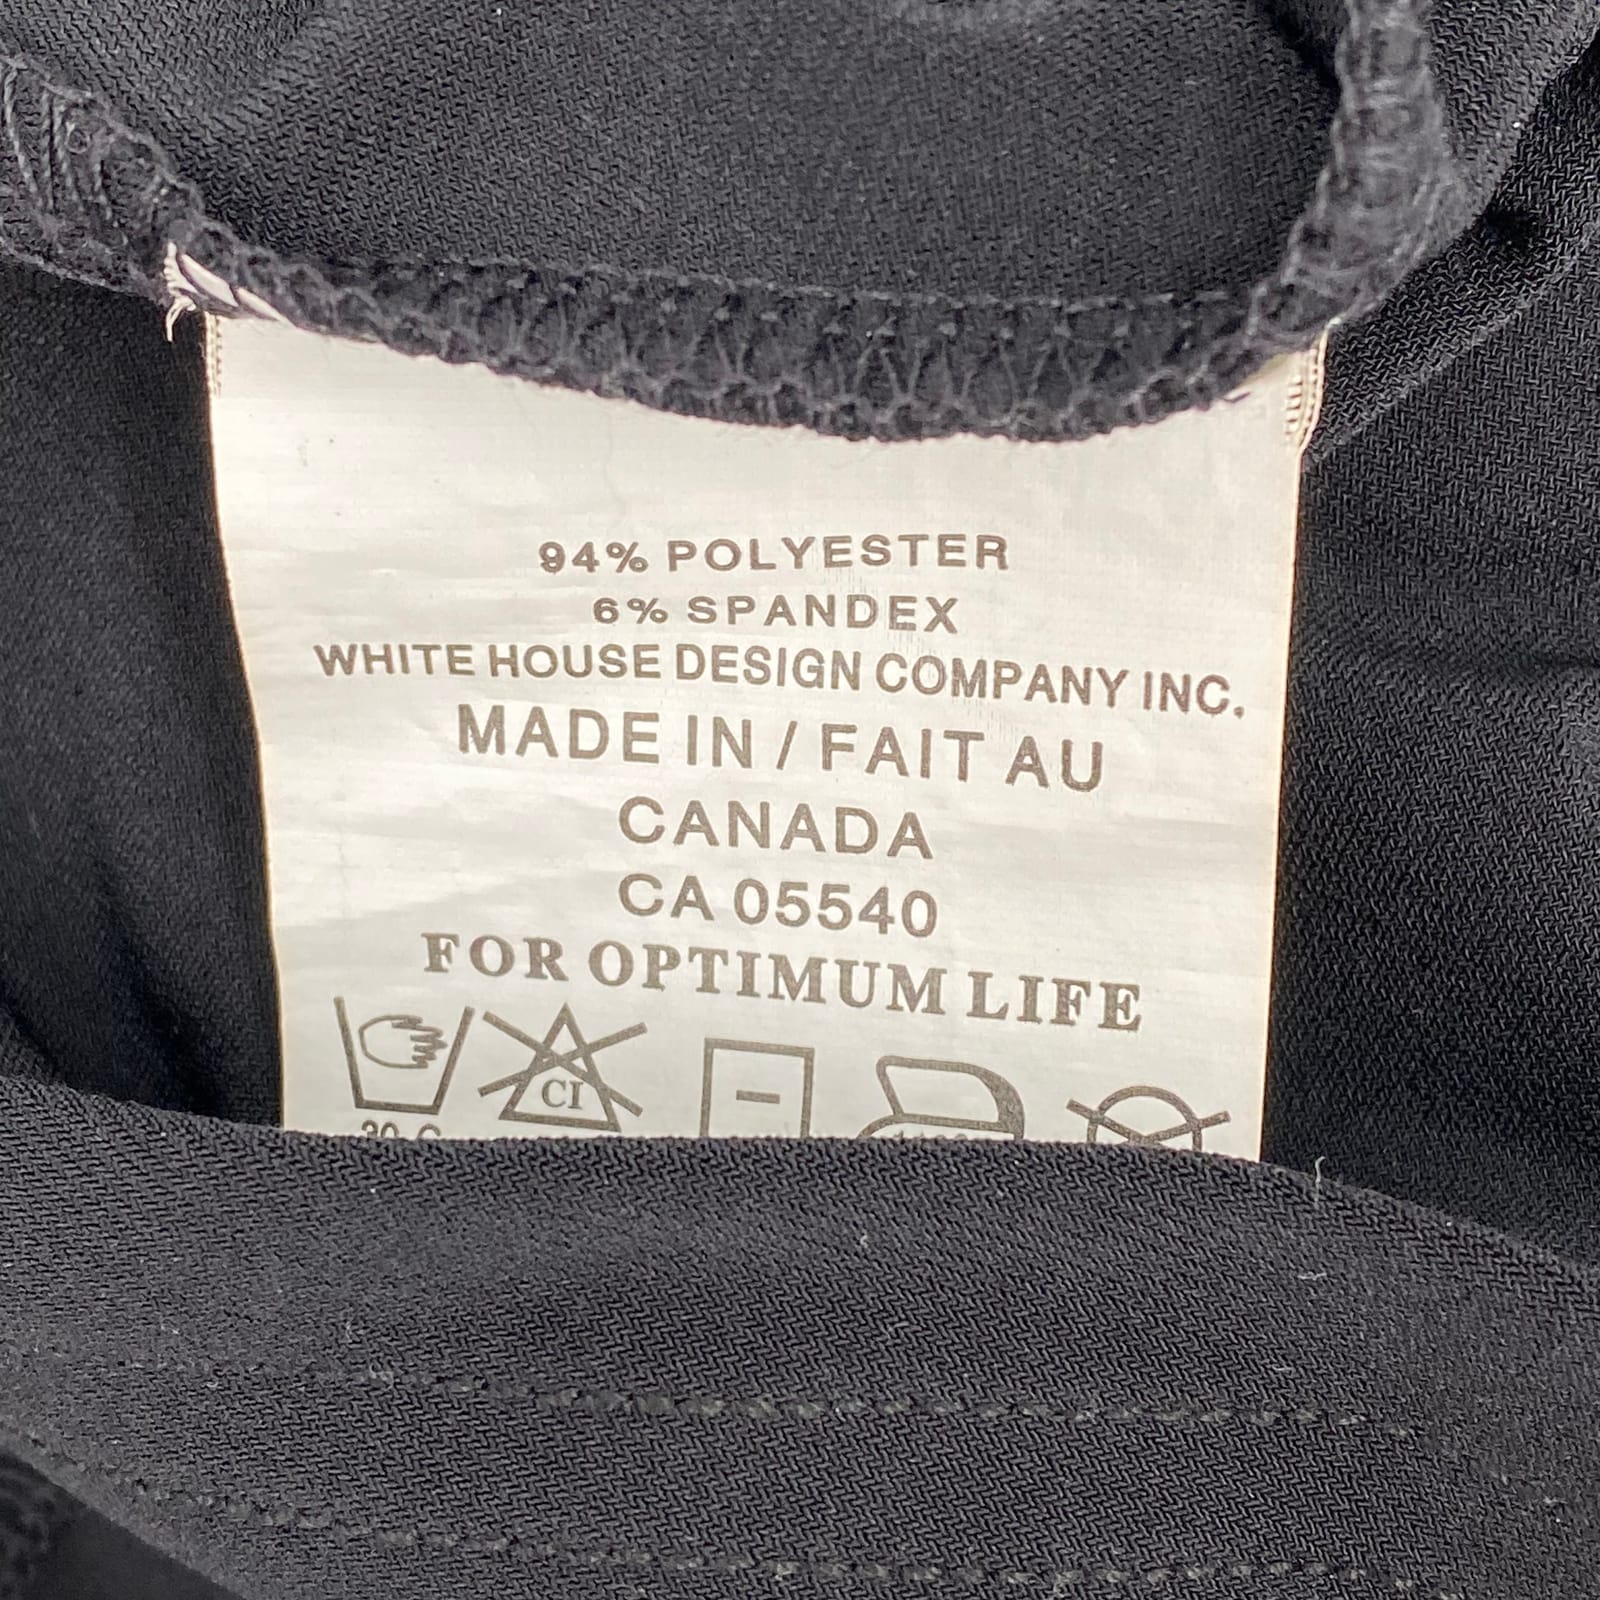 94% POLYESTER
6% SPANDEX
WHITE HOUSE DESIGN COMPANY INC.
MADE IN / FAIT AU
CANADA
CA 05540
FOR OPTIMUM LIFE
CI
30 C